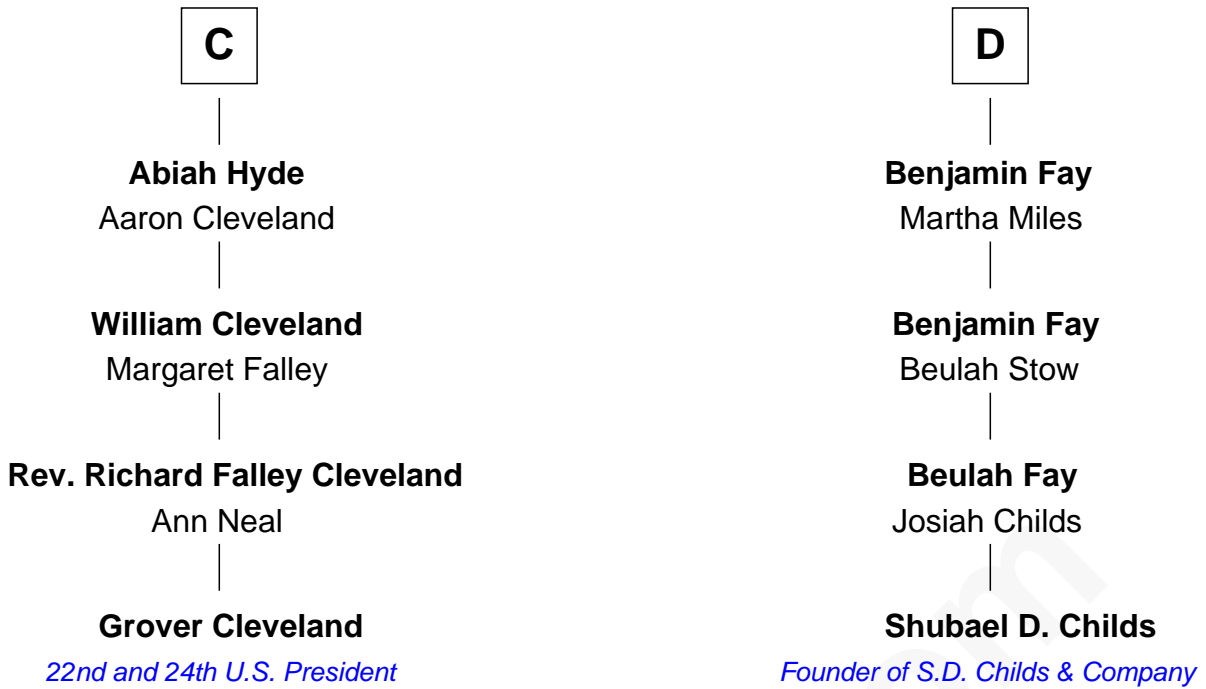 C
Abiah Hyde
Aaron Cleveland
William Cleveland
Margaret Falley
Rev. Richard Falley Cleveland
Ann Neal
Grover Cleveland
22nd and 24th U.S. President
D
Benjamin Fay
Martha Miles
Benjamin Fay
Beulah Stow
Beulah Fay
Josiah Childs
Shubael D. Childs
Founder of S.D. Childs & Company